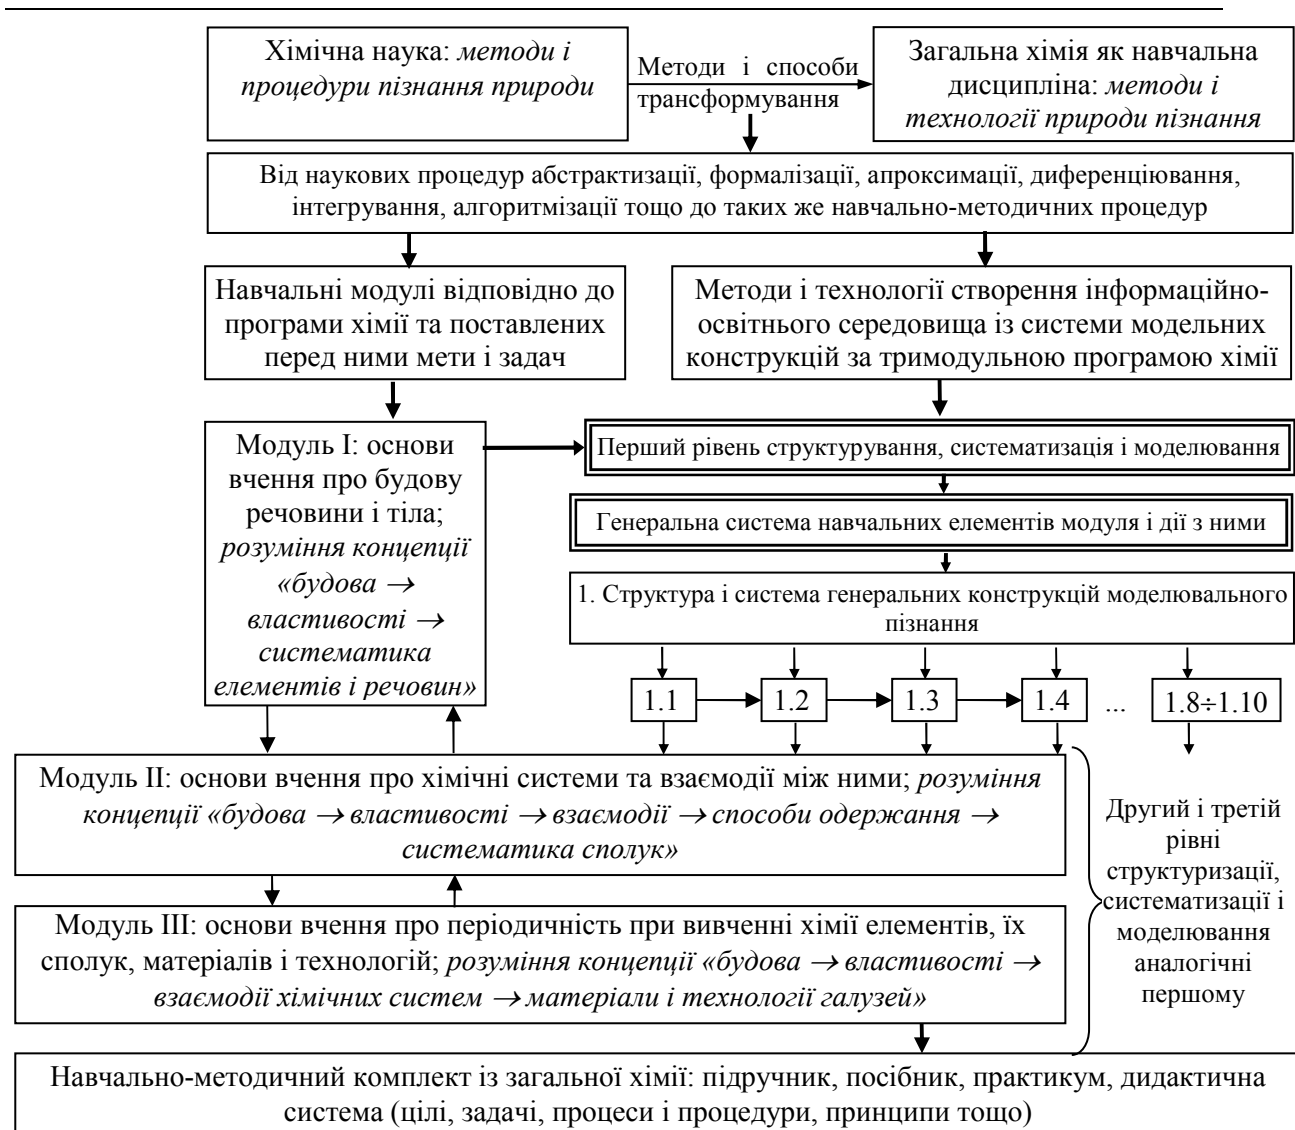 Хімічна наука: методи і
процедури пізнання природи
Методи і способи
трансформування
Загальна хімія як навчальна
дисципліна: методи і
технології природи пізнання
Від наукових процедур абстрактизації, формалізації, апроксимації, диференціювання,
інтегрування, алгоритмізації тощо до таких же навчально-методичних процедур
Навчальні модулі відповідно до
програми хімії та поставлених
перед ними мети і задач
Методи і технології створення інформаційно-
освітнього середовища із системи модельних
конструкцій за тримодульною програмою хімії
Модуль I: основи
вчення про будову
речовини і тіла;
розуміння концепції
«будова →
властивості →
систематика
елементів і речовин»
Перший рівень структурування, систематизація і моделювання
Генеральна система навчальних елементів модуля і дії з ними
1. Структура і система генеральних конструкцій моделювального
пізнання
1.1
1.2
1.3
1.4
...
1.8÷1.10
Модуль II: основи вчення про хімічні системи та взаємодії між ними; розуміння
концепції «будова → властивості → взаємодії → способи одержання →
систематика сполук»
Модуль III: основи вчення про періодичність при вивченні хімії елементів, їх
сполук, матеріалів і технологій; розуміння концепції «будова → властивості →
взаємодії хімічних систем → матеріали і технології галузей»
Другий і третій
рівні
структуризації,
систематизації і
моделювання
аналогічні
першому
Навчально-методичний комплект із загальної хімії: підручник, посібник, практикум, дидактична
система (цілі, задачі, процеси і процедури, принципи тощо)